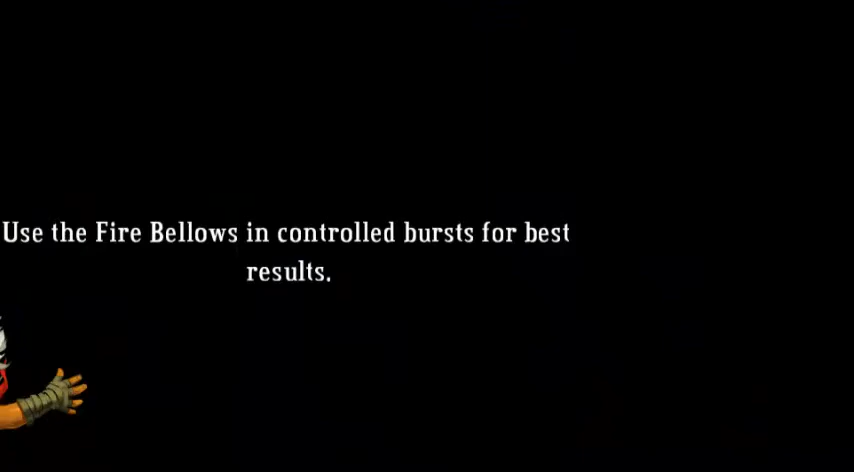 Use the Fire Bellows in controlled bursts for best
results.